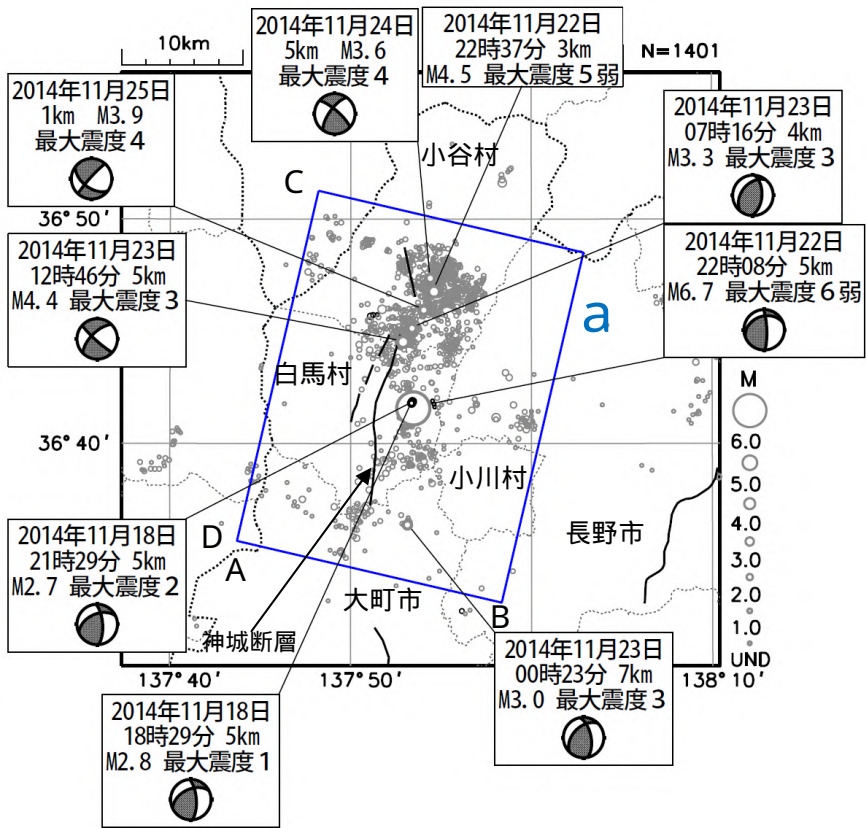 10km
N=1401
2014年11月24日
5km M3.6
最大震度4
2014年11月22日
22時37分 3km
M4.5 最大震度5弱
2014年11月25日
1km M3.9
最大震度4
2014年11月23日
07時16分 4km
M3.3 最大震度3
小谷村
C
36°50′
2014年11月23日
12時46分 5km
M4.4 最大震度3
2014年11月22日
22時08分 5km
M6.7 最大震度6弱
a
白馬村
M
6.0
5.0
4.0
3.0
2.0
1.0
UND
36°40′
小川村
長野市
2014年11月18日
21時29分 5km
M2.7 最大震度2
D
A
B
大町市
神城断層
2014年11月23日
00時23分 7km
M3.0 最大震度3
137°40′
137°50′
138°10′
2014年11月18日
18時29分 5km
M2.8 最大震度1